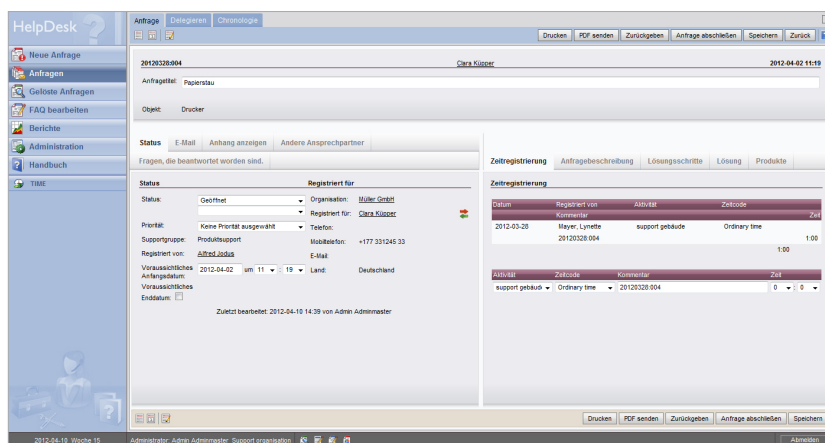 HelpDesk
Neue Anfrage
Anfragen
Gelöste Anfragen
FAQ bearbeiten
Berichte
Administration
Handbuch
TIME
2012-04-10 Woche 15
Anfrage Delegieren Chronologie
Drucken PDF senden Zurückgeben Anfrage abschließen Speichern Zurück
20120328:004 Clara Küpper 2012-04-02 11:19
Anfragetitel: Papierstau
Objekt: Drucker
Status E-Mail Anhang anzeigen Andere Ansprechpartner
Fragen, die beantwortet worden sind.
Status Registriert für
Status: Geöffnet Organisation: Müller GmbH
Registriert für: Clara Küpper
Priorität: Keine Priorität ausgewählt Telefon:
Supportgruppe: Produktsupport Mobiltelefon: +177 331245 33
Registriert von: Alfred Jodus E-Mail:
Voraussichtliches Anfangsdatum: 2012-04-02 um 11 : 19 Land: Deutschland
Voraussichtliches
Enddatum:
Zuletzt bearbeitet: 2012-04-10 14:39 von Admin Adminmaster
Zeitregistrierung Anfragebeschreibung Lösungsschritte Lösung Produkte
Zeitregistrierung
Datum Registriert von Aktivität Zeitcode
Kommentar Zeit
2012-03-28 Mayer, Lynette support gebäude Ordinary time
20120328:004 1:00
1:00
Aktivität Zeitcode Kommentar Zeit
support gebäude Ordinary time 20120328:004 0 0
Drucken PDF senden Zurückgeben Anfrage abschließen Speichern
Administrator: Admin Adminmaster Support organisation Abmelden